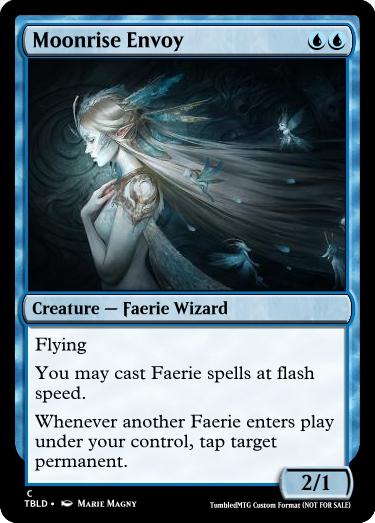 Moonrise Envoy
Creature — Faerie Wizard
Flying
You may cast Faerie spells at flash
speed.
Whenever another Faerie enters play
under your control, tap target
permanent.
2/1
C
TBLD • Marie Magny
TumbledMTG Custom Format (NOT FOR SALE)